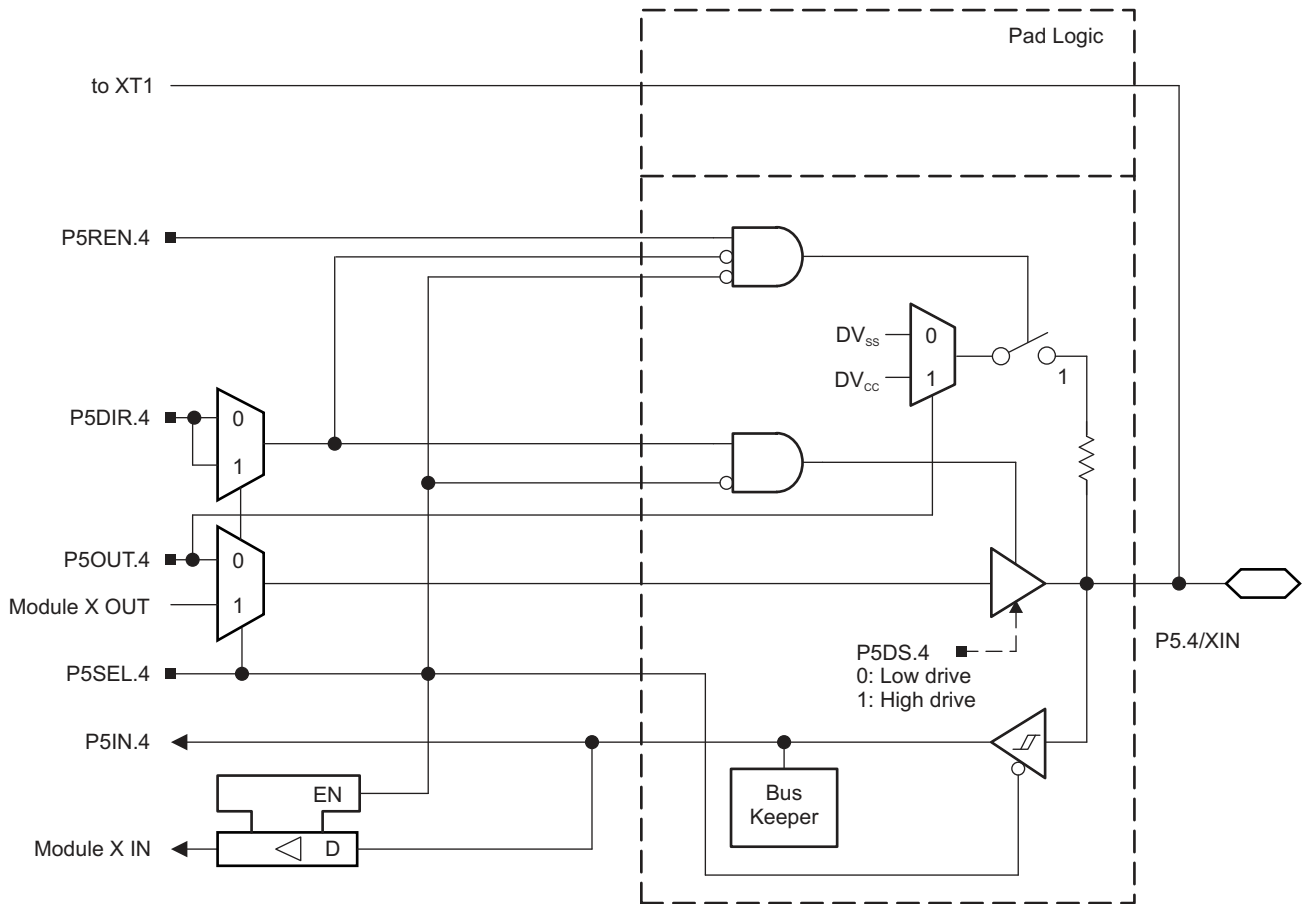 Pad Logic
to XT1
P5REN.4
DVSS
0
DVCC
1
1
P5DIR.4
0
1
P5OUT.4
0
Module X OUT
1
P5DS.4
0: Low drive
1: High drive
P5.4/XIN
P5SEL.4
P5IN.4
EN
Bus
Keeper
Module X IN
D